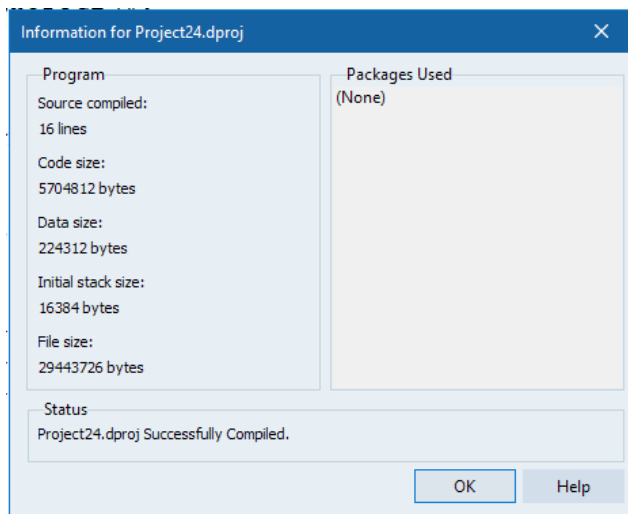 Information for Project24.dproj
Program
Source compiled:
16 lines
Code size:
5704812 bytes
Data size:
224312 bytes
Initial stack size:
16384 bytes
File size:
29443726 bytes
Packages Used
(None)
Status
Project24.dproj Successfully Compiled.
OK
Help